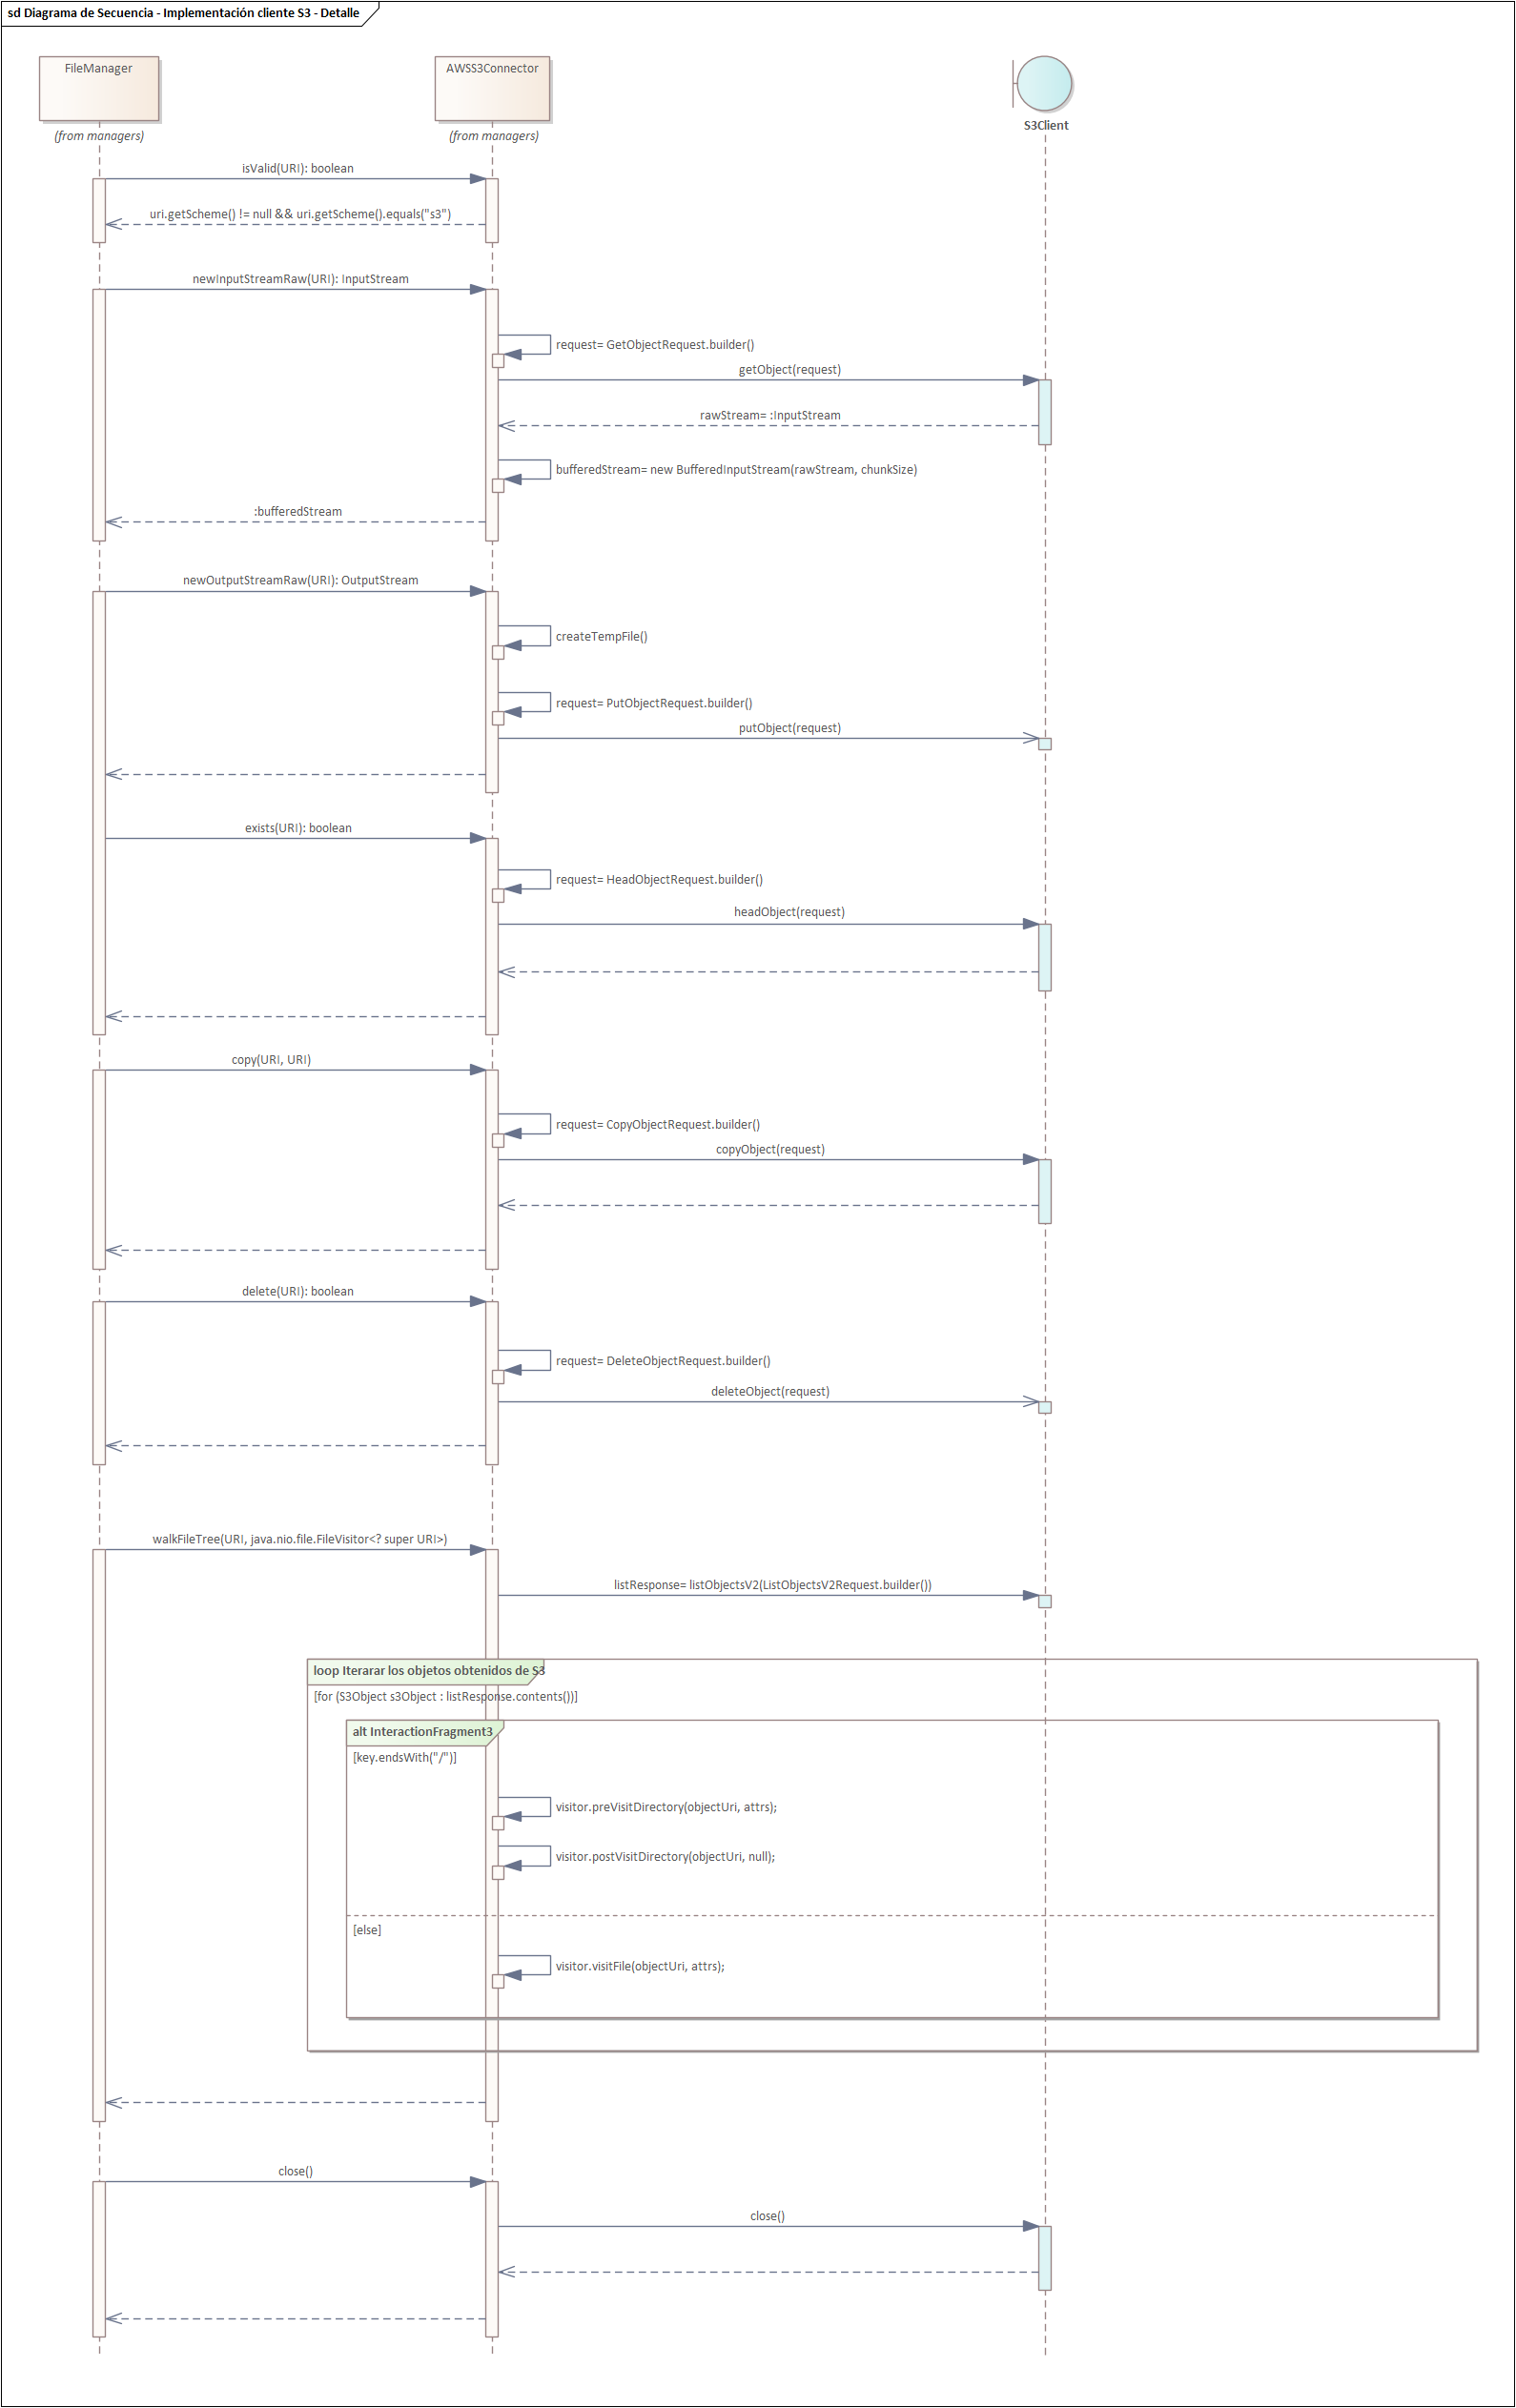 sd Diagrama de Secuencia - Implementación cliente S3 - Detalle
FileManager
AWSS3Connector
(from managers)
(from managers)
S3Client
isValid(URI): boolean
uri.getScheme() != null && uri.getScheme().equals("s3")
newInputStreamRaw(URI): InputStream
request= GetObjectRequest.builder()
getObject(request)
rawStream= :InputStream
bufferedStream= new BufferedInputStream(rawStream, chunkSize)
:bufferedStream
newOutputStreamRaw(URI): OutputStream
createTempFile()
request= PutObjectRequest.builder()
putObject(request)
exists(URI): boolean
request= HeadObjectRequest.builder()
headObject(request)
copy(URI, URI)
request= CopyObjectRequest.builder()
copyObject(request)
delete(URI): boolean
request= DeleteObjectRequest.builder()
deleteObject(request)
walkFileTree(URI, java.nio.file.FileVisitor<? super URI>)
listResponse= listObjectsV2(ListObjectsV2Request.builder())
loop Iterarar los objetos obtenidos de S3
[for (S3Object s3Object : listResponse.contents())]
alt InteractionFragment3
[key.endsWith("/")]
visitor.preVisitDirectory(objectUri, attrs);
visitor.postVisitDirectory(objectUri, null);
[else]
visitor.visitFile(objectUri, attrs);
close()
close()